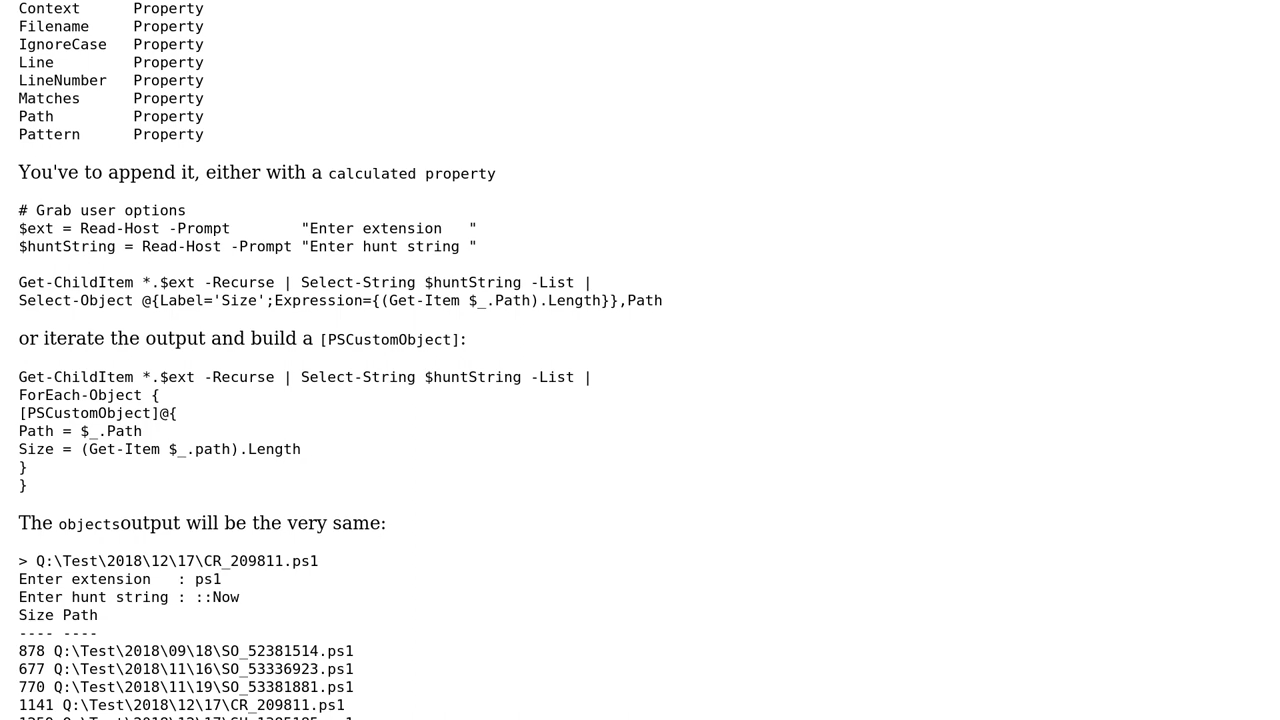 Context      Property
Filename     Property
IgnoreCase   Property
Line         Property
LineNumber   Property
Matches      Property
Path         Property
Pattern      Property
You've to append it, either with a calculated property
# Grab user options
$ext = Read-Host -Prompt        "Enter extension   "
$huntString = Read-Host -Prompt "Enter hunt string "
Get-ChildItem *.$ext -Recurse | Select-String $huntString -List |
Select-Object @{Label='Size';Expression={(Get-Item $_.Path).Length}},Path
or iterate the output and build a [PSCustomObject]:
Get-ChildItem *.$ext -Recurse | Select-String $huntString -List |
ForEach-Object {
[PSCustomObject]@{
Path = $_.Path
Size = (Get-Item $_.path).Length
}
}
The objectsoutput will be the very same:
> Q:\Test\2018\12\17\CR_209811.ps1
Enter extension   : ps1
Enter hunt string : ::Now
Size Path
---- ----
878 Q:\Test\2018\09\18\SO_52381514.ps1
677 Q:\Test\2018\11\16\SO_53336923.ps1
770 Q:\Test\2018\11\19\SO_53381881.ps1
1141 Q:\Test\2018\12\17\CR_209811.ps1